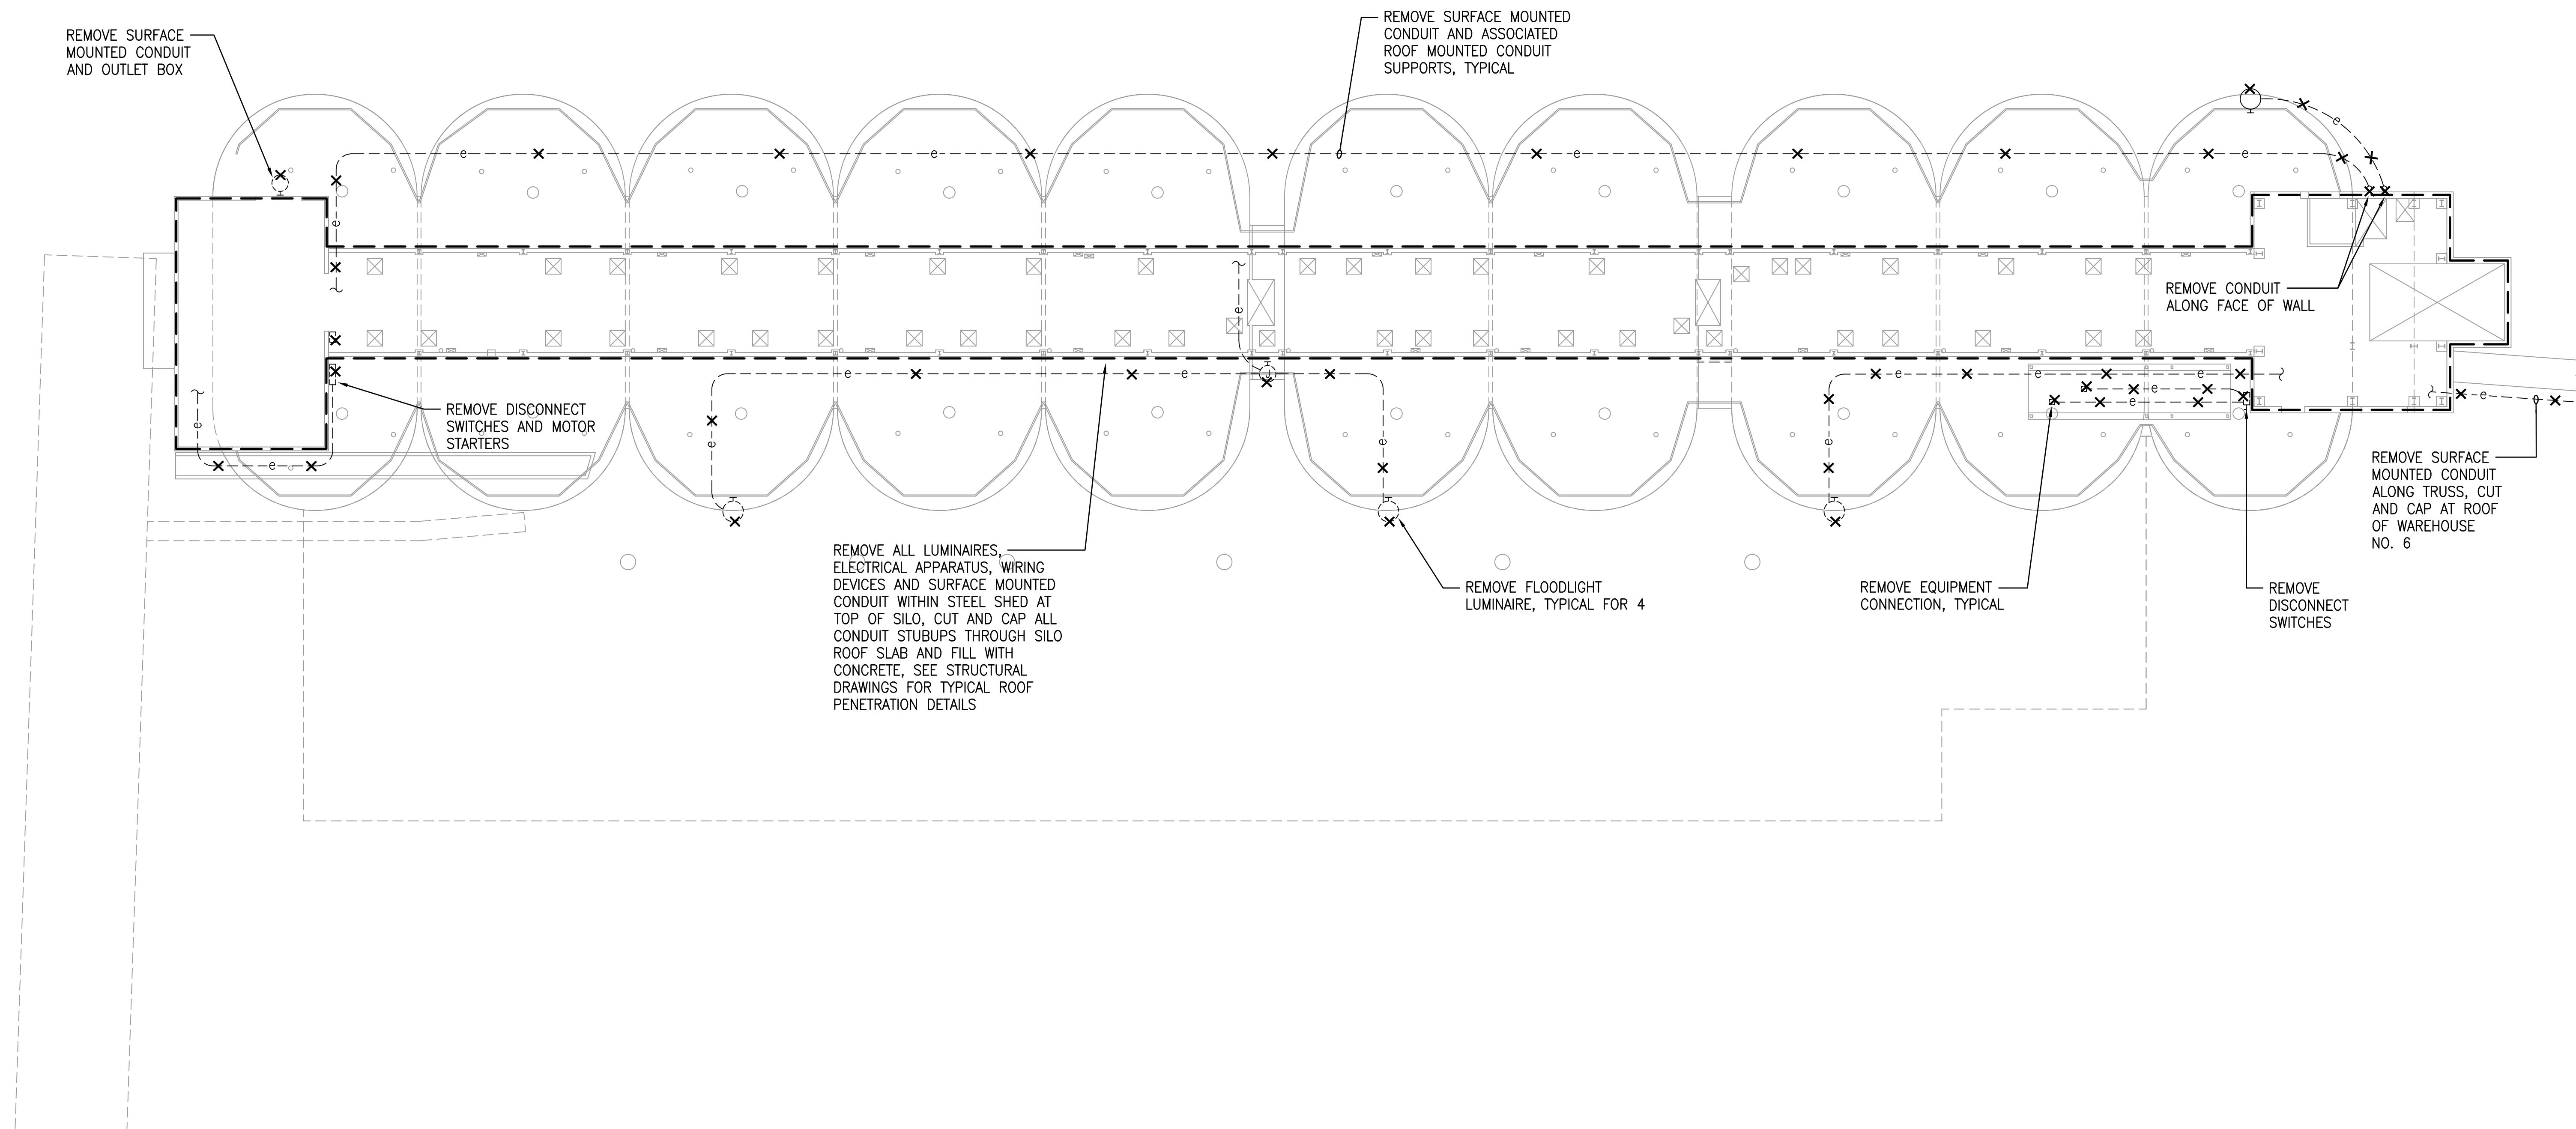 REMOVE SURFACE
MOUNTED CONDUIT
AND OUTLET BOX
REMOVE SURFACE MOUNTED
CONDUIT AND ASSOCIATED
ROOF MOUNTED CONDUIT
SUPPORTS, TYPICAL
e
e
e
e
e
e
e
REMOVE CONDUIT
ALONG FACE OF WALL
e
J
e
e
e
e
e
e
e
e
e
e
e
e
e
REMOVE DISCONNECT
SWITCHES AND MOTOR
STARTERS
REMOVE SURFACE
MOUNTED CONDUIT
ALONG TRUSS, CUT
AND CAP AT ROOF
OF WAREHOUSE
NO. 6
REMOVE ALL LUMINAIRES,
ELECTRICAL APPARATUS, WIRING
DEVICES AND SURFACE MOUNTED
CONDUIT WITHIN STEEL SHED AT
TOP OF SILO, CUT AND CAP ALL
CONDUIT STUBUPS THROUGH SILO
ROOF SLAB AND FILL WITH
CONCRETE, SEE STRUCTURAL
DRAWINGS FOR TYPICAL ROOF
PENETRATION DETAILS
REMOVE FLOODLIGHT
LUMINAIRE, TYPICAL FOR 4
REMOVE EQUIPMENT
CONNECTION, TYPICAL
REMOVE
DISCONNECT
SWITCHES